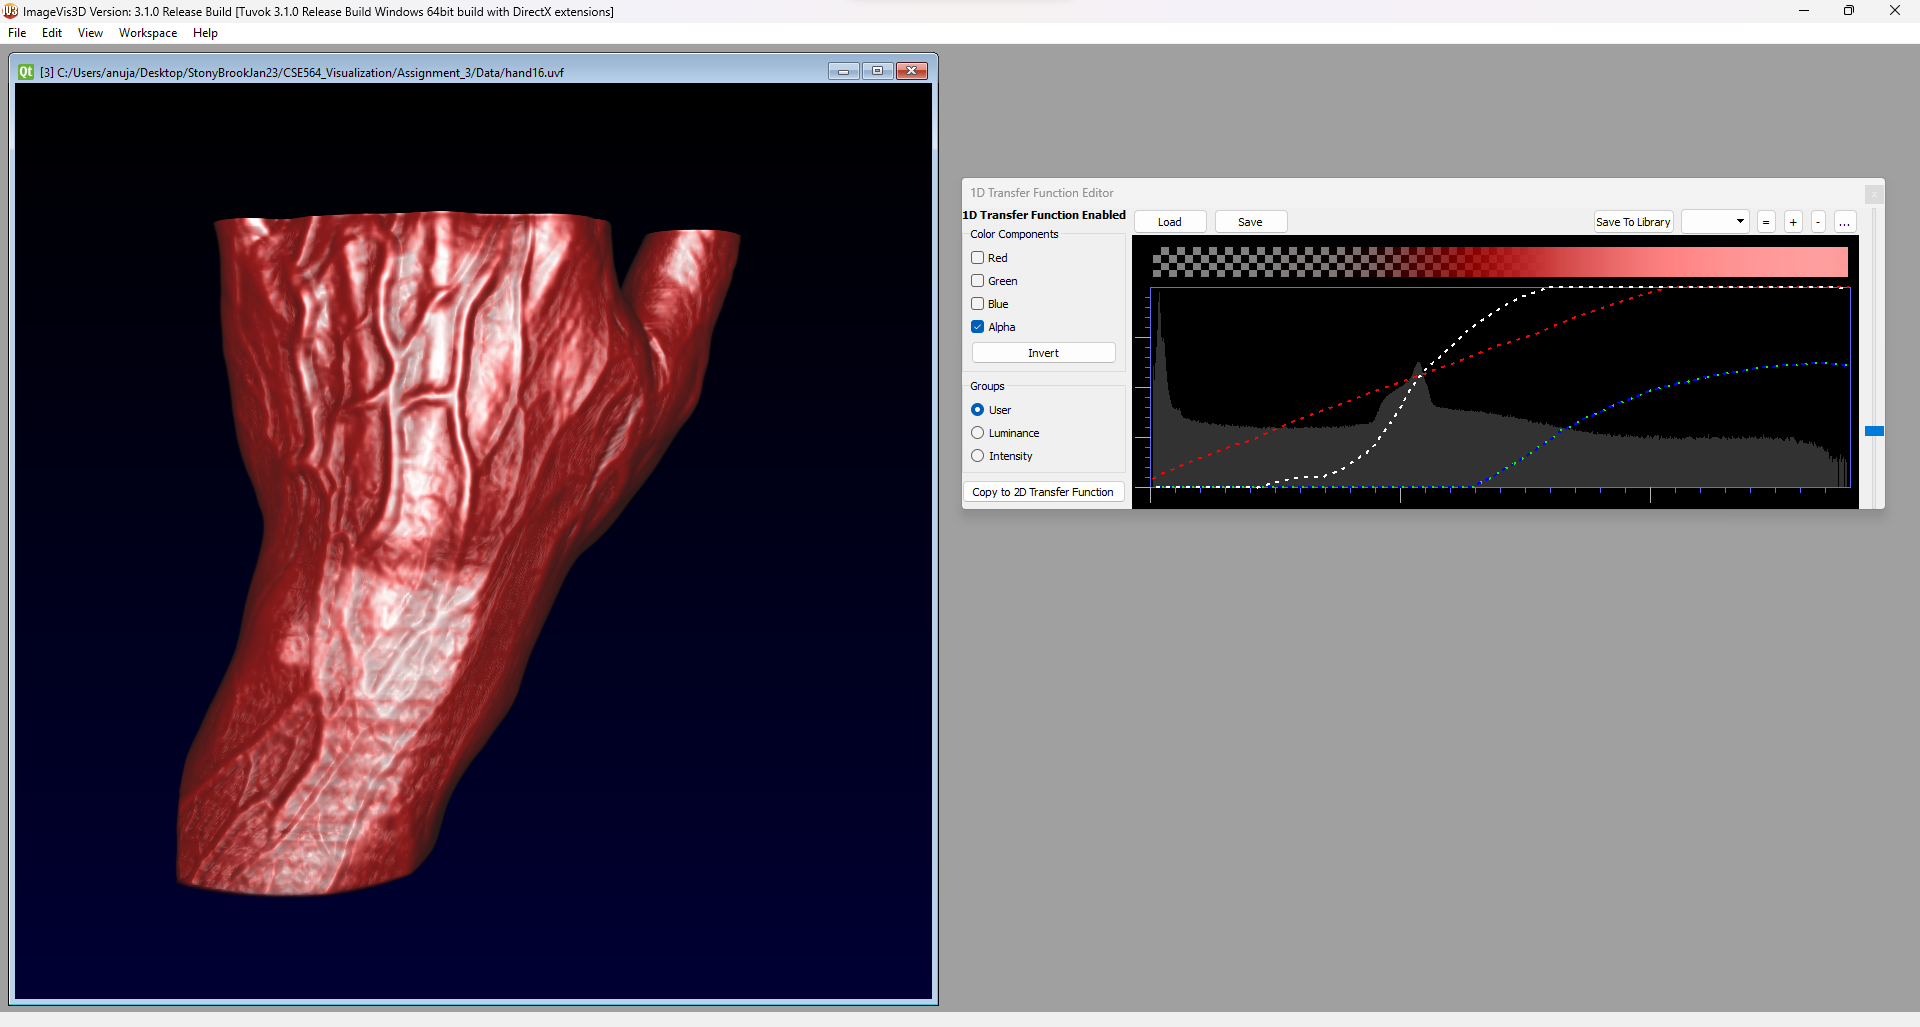 ImageVis3D Version: 3.1.0 Release Build [Tuvok 3.1.0 Release Build Windows 64bit build with DirectX extensions]
File Edit View Workspace Help
Qt [3] C:/Users/anuja/Desktop/StonyBrookJan23/CSE564_Visualization/Assignment_3/Data/hand16.uvf
1D Transfer Function Editor
1D Transfer Function Enabled
Load Save Save To Library = + - ...
Color Components
Red
Green
Blue
Alpha
Invert
Groups
User
Luminance
Intensity
Copy to 2D Transfer Function